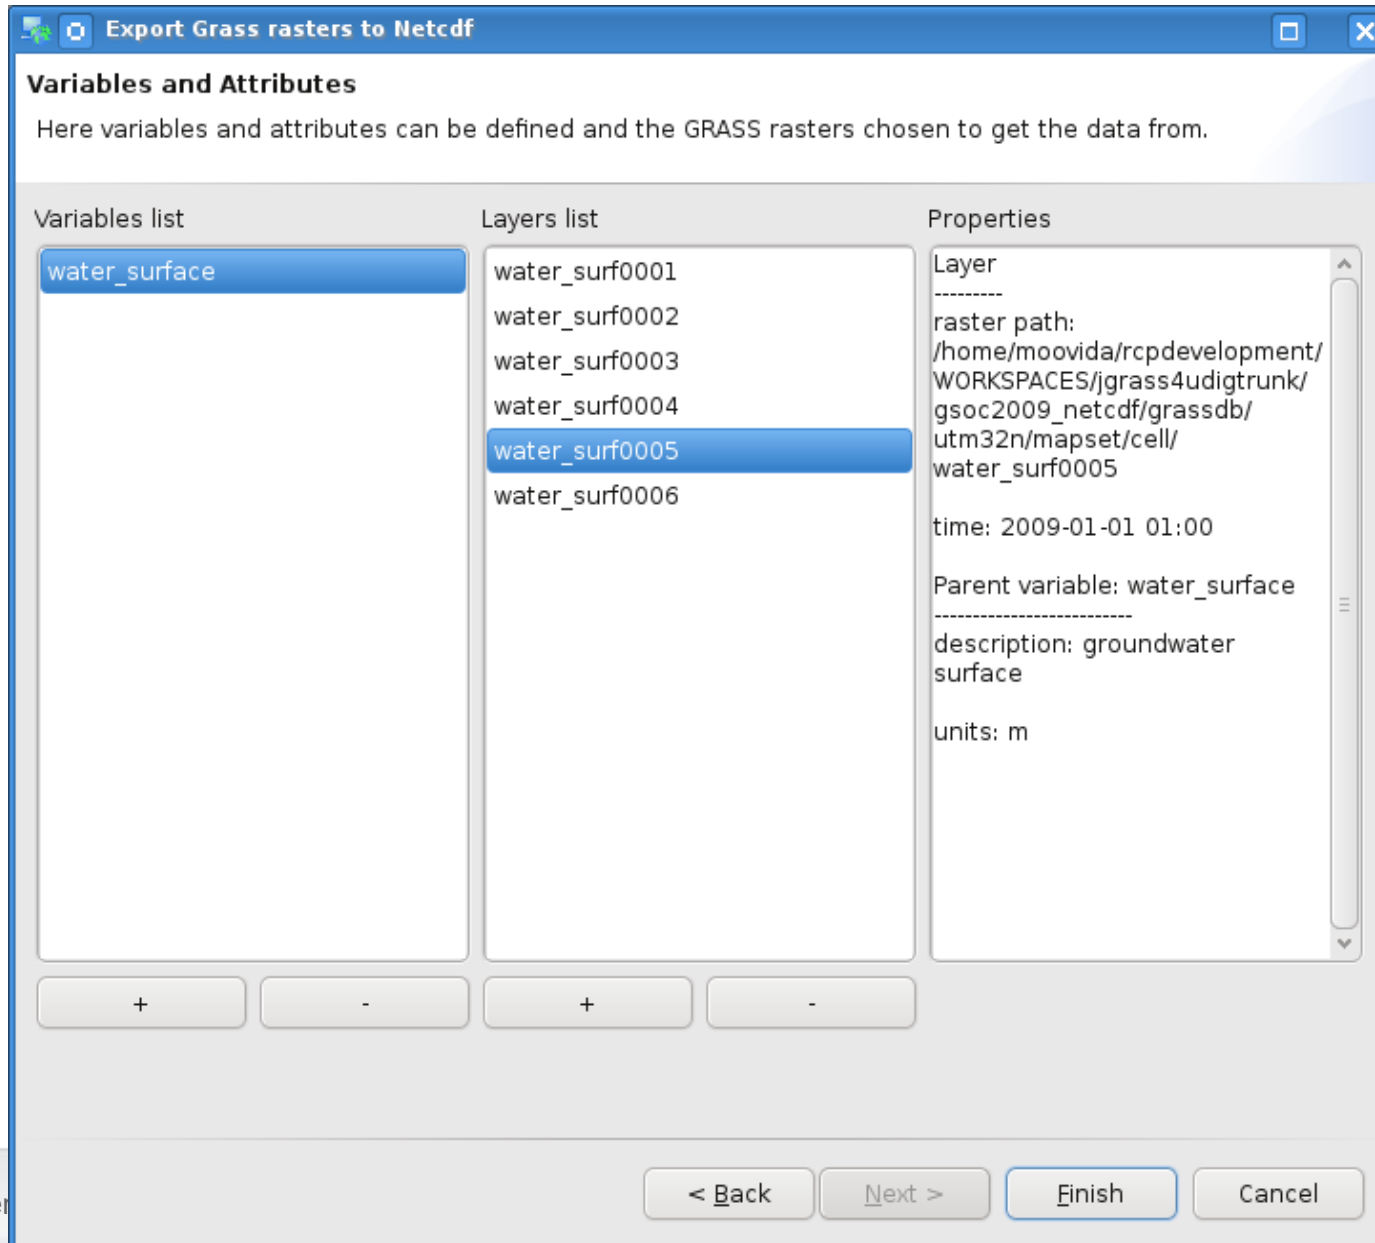 Export Grass rasters to Netcdf
Variables and Attributes
Here variables and attributes can be defined and the GRASS rasters chosen to get the data from.
Variables list
water_surface
+
-
Layers list
water_surf0001
water_surf0002
water_surf0003
water_surf0004
water_surf0005
water_surf0006
+
-
Properties
Layer
---------
raster path:
/home/moovida/rcpdevelopment/
WORKSPACES/jgrass4udigtrunk/
gsoc2009_netcdf/grassdb/
utm32n/mapset/cell/
water_surf0005
time: 2009-01-01 01:00
Parent variable: water_surface
--------------------------
description: groundwater
surface
units: m
< Back
Next >
Finish
Cancel